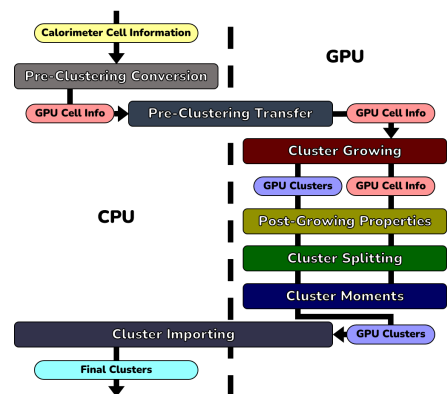 Calorimeter Cell Information
GPU
Pre-Clustering Conversion
GPU Cell Info
Pre-Clustering Transfer
GPU Cell Info
Cluster Growing
GPU Clusters
GPU Cell Info
CPU
Post-Growing Properties
Cluster Splitting
Cluster Moments
Cluster Importing
GPU Clusters
Final Clusters